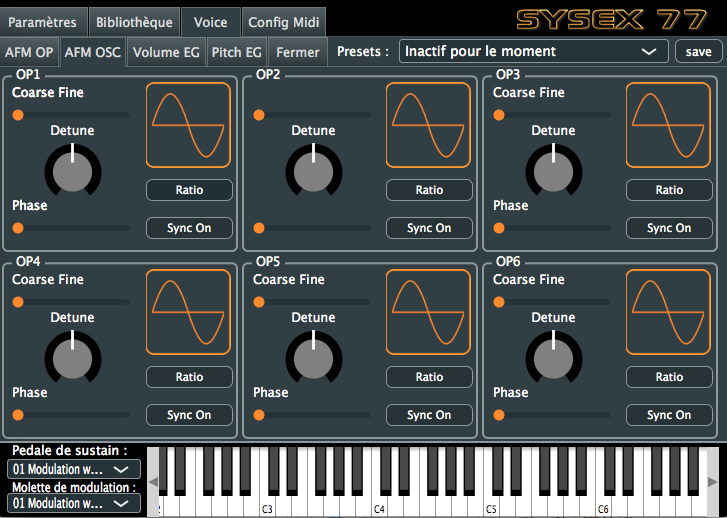 Paramètres Bibliothèque Voice Config Midi SYSEX 77
AFM OP AFM OSC Volume EG Pitch EG Fermer Presets : Inactif pour le moment save
OP1 OP2 OP3
Coarse Fine Coarse Fine
Detune Detune Detune
Ratio Ratio Ratio
Phase Phase
Sync On Sync On Sync On
OP4 OP5 OP6
Coarse Fine Coarse Fine Coarse Fine
Detune Detune Detune
Ratio Ratio Ratio
Phase Phase Phase
Sync On Sync On Sync On
Pedale de sustain :
01 Modulation w...
Molette de modulation :
01 Modulation w...
C3 C4 C5 C6